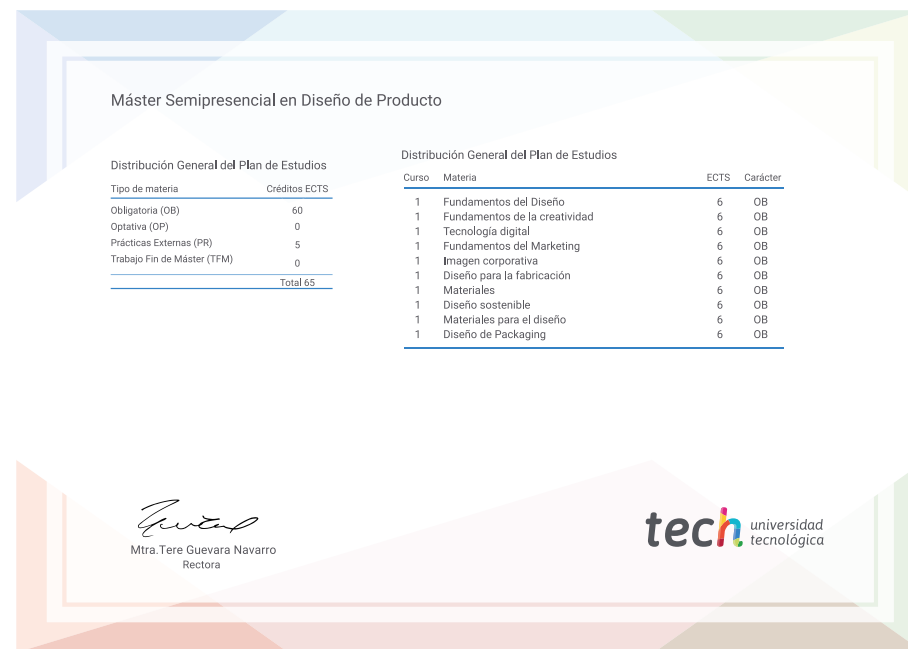 Máster Semipresencial en Diseño de Producto
Distribución General del Plan de Estudios
Tipo de materia Créditos ECTS
Obligatoria (OB) 60
Optativa (OP) 0
Prácticas Externas (PR) 5
Trabajo Fin de Máster (TFM) 0
Total 65
Distribución General del Plan de Estudios
Curso Materia ECTS Carácter
1 Fundamentos del Diseño 6 OB
1 Fundamentos de la creatividad 6 OB
1 Tecnología digital 6 OB
1 Fundamentos del Marketing 6 OB
1 Imagen corporativa 6 OB
1 Diseño para la fabricación 6 OB
1 Materiales 6 OB
1 Diseño sostenible 6 OB
1 Materiales para el diseño 6 OB
1 Diseño de Packaging 6 OB
Mtra.Tere Guevara Navarro
Rectora
tech universidad
tecnológica